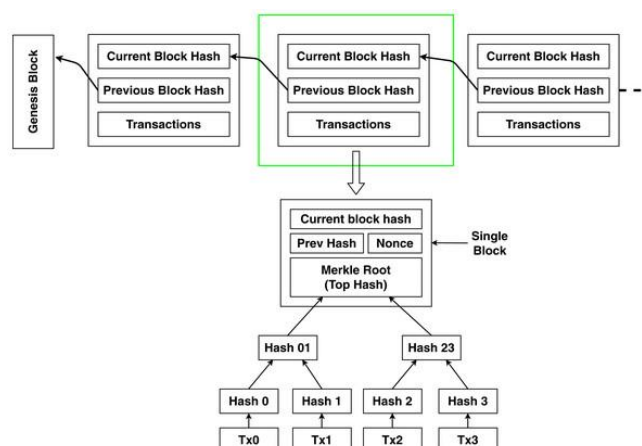 Genesis Block
Current Block Hash
Previous Block Hash
Transactions
Current Block Hash
Previous Block Hash
Transactions
Current Block Hash
Previous Block Hash
Transactions
Current block hash
Prev Hash
Nonce
Merkle Root
(Top Hash)
Single
Block
Hash 01
Hash 23
Hash 0
Hash 1
Hash 2
Hash 3
Tx0
Tx1
Tx2
Tx3